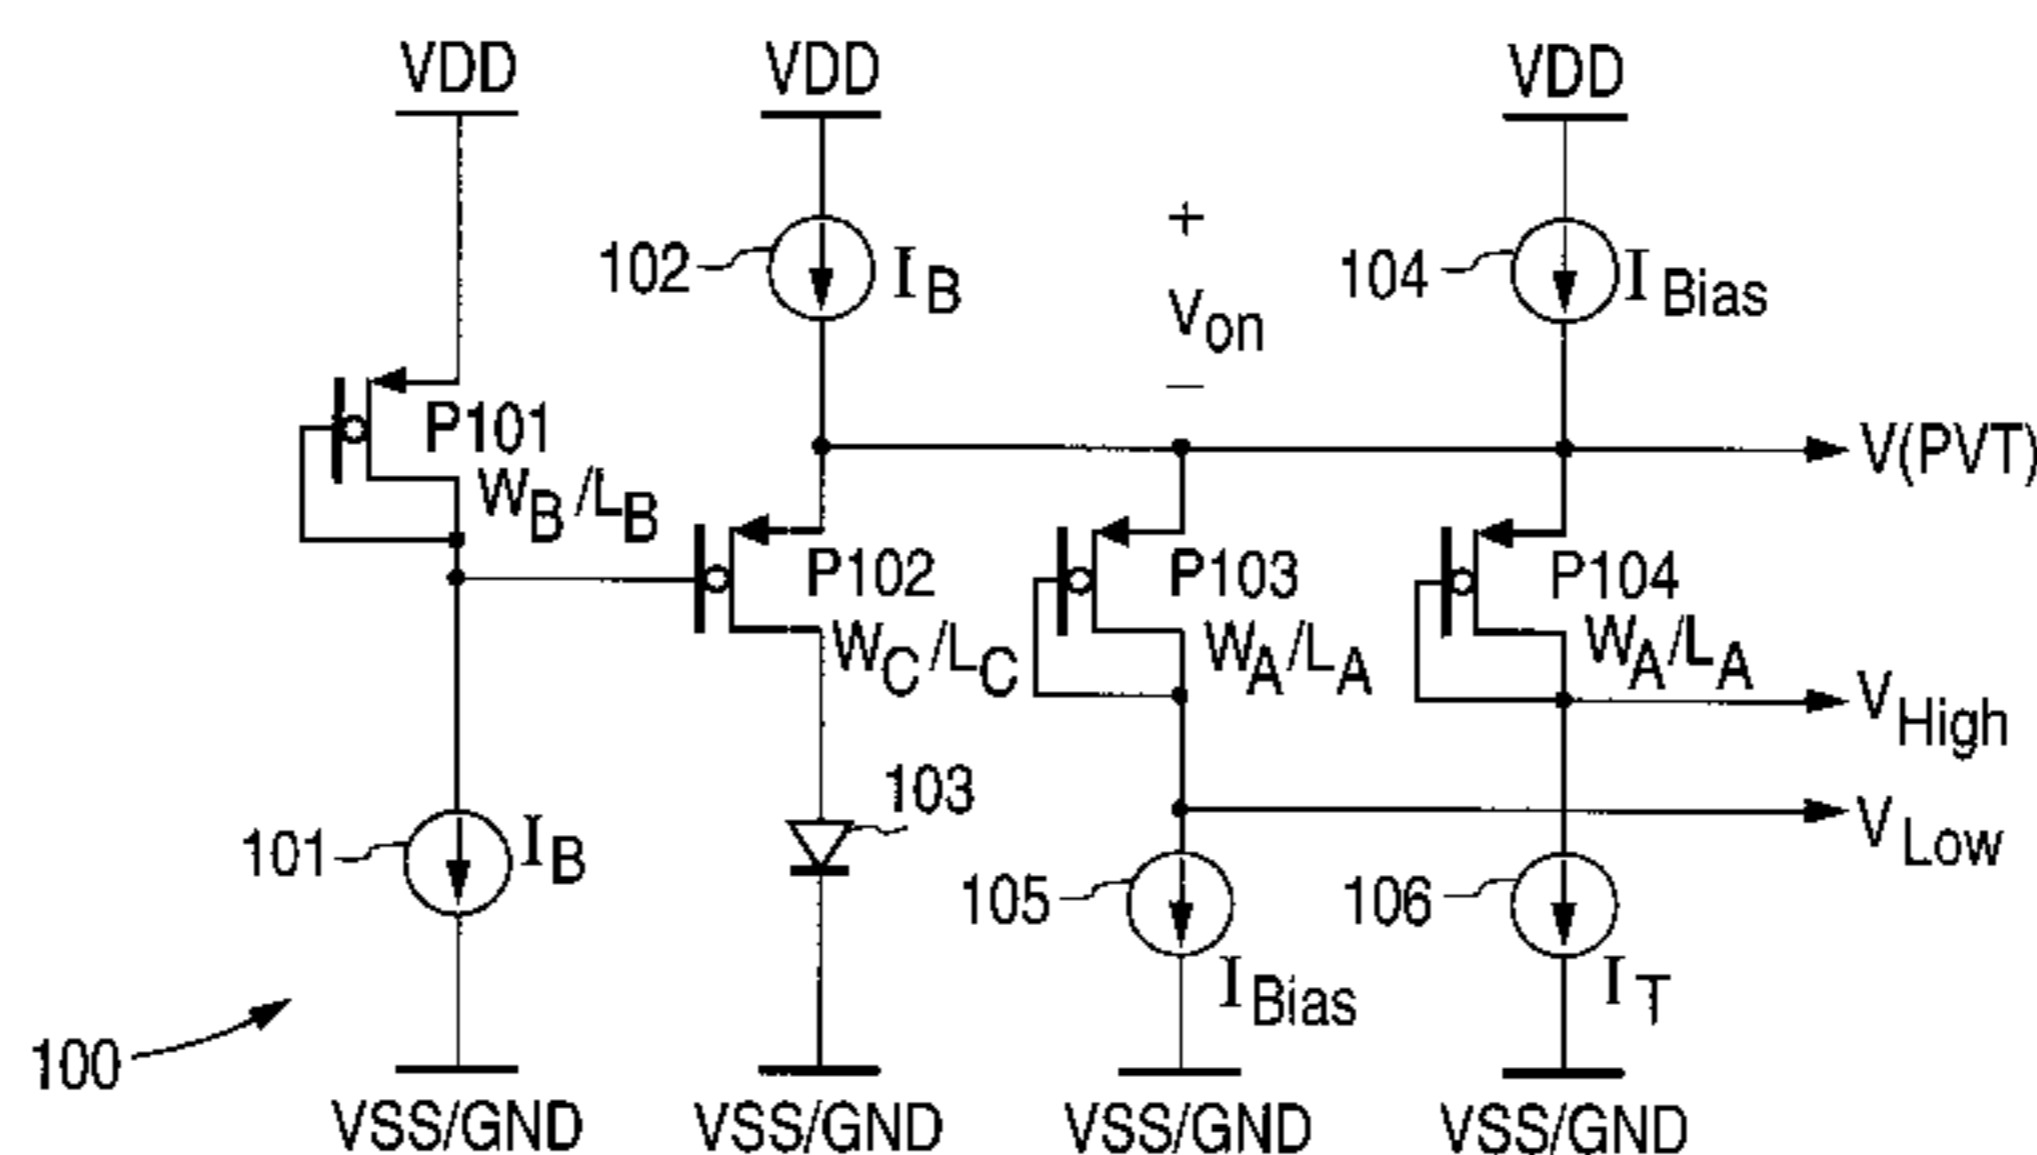 VDD VDD VDD
102 I B + Von − 104 I Bias
P101 V(PVT)
WB/LB P102 P103 P104
WC/LC WA/LA WA/LA
VHigh
103
101 IB VLow
105 106
IBias IT
100
VSS/GND VSS/GND VSS/GND VSS/GND